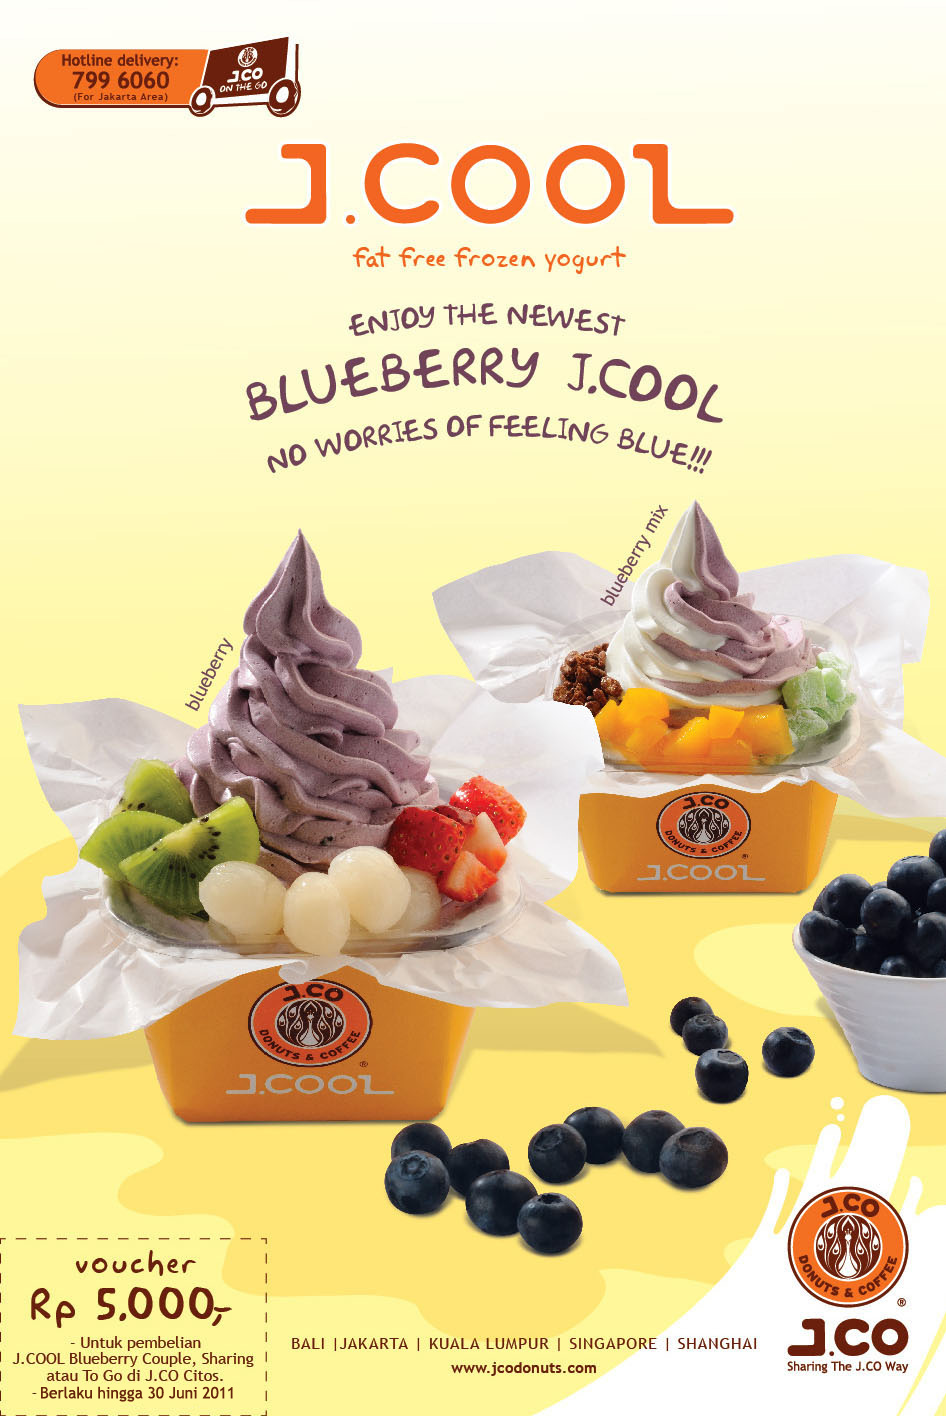 Hotline delivery:
799 6060
(For Jakarta Area)
J.CO
ON THE GO
J.COOL
fat free frozen yogurt
ENJOY THE NEWEST
BLUEBERRY J.COOL
NO WORRIES OF FEELING BLUE!!!
blueberry
blueberry mix
J.CO
DONUTS & COFFEE
®
J.COOL
J.CO
DONUTS & COFFEE
®
J.COOL
voucher
Rp 5.000,-
- Untuk pembelian
J.COOL Blueberry Couple, Sharing
atau To Go di J.CO Citos.
- Berlaku hingga 30 Juni 2011
BALI |JAKARTA | KUALA LUMPUR | SINGAPORE | SHANGHAI
www.jcodonuts.com
J.CO
DONUTS & COFFEE
®
J.CO
Sharing The J.CO Way